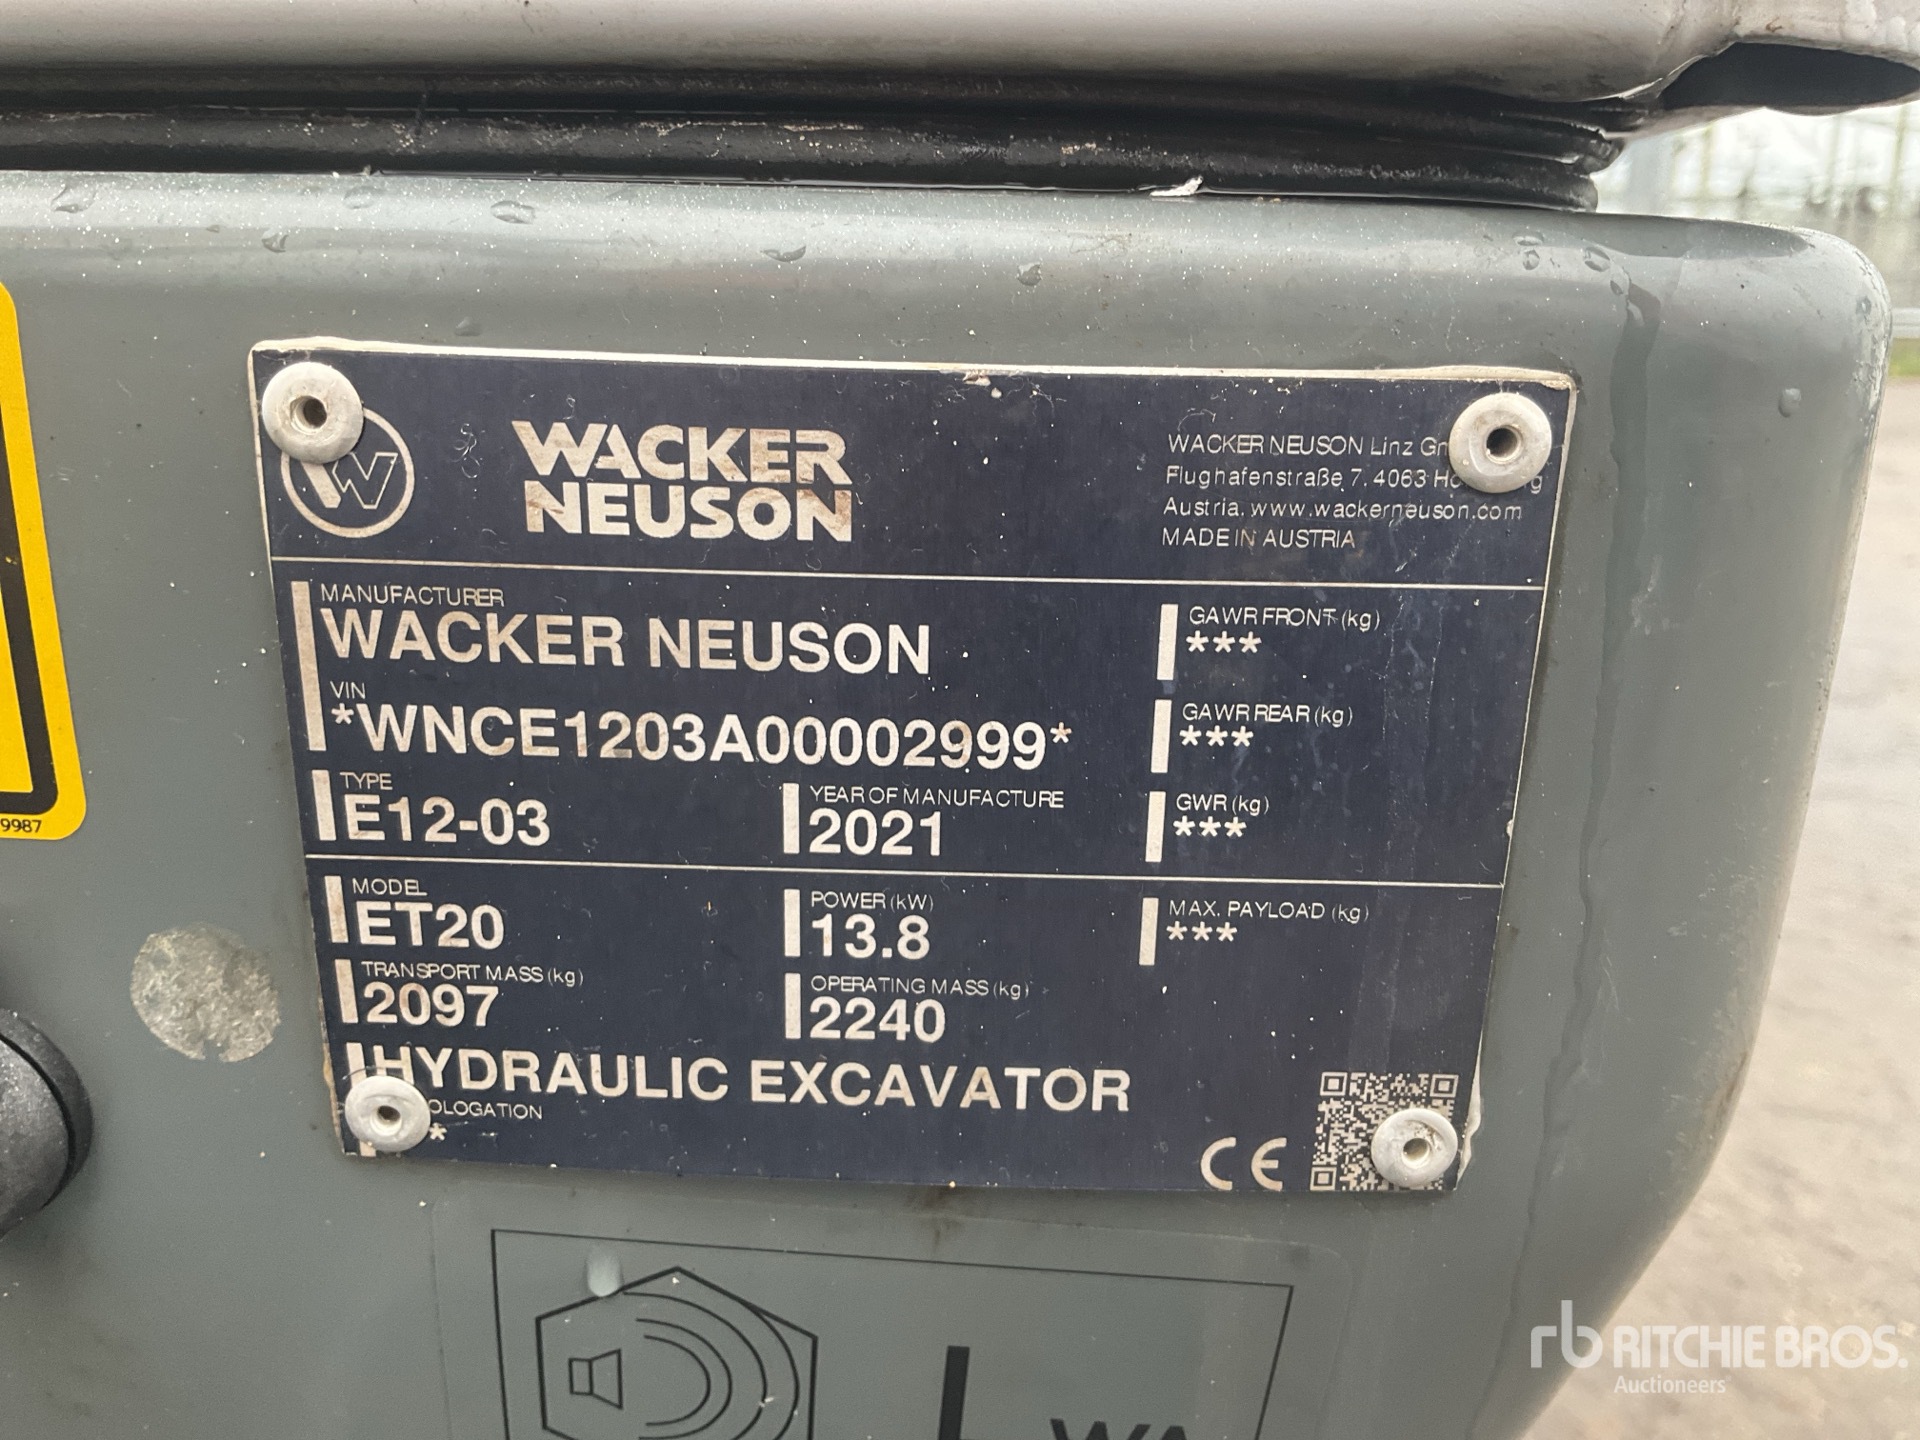 WACKER
NEUSON
WACKER NEUSON Linz
Flughafenstraße 7, 4063
Austria, www.wackerneuson.com
MADE IN AUSTRIA
MANUFACTURER
WACKER NEUSON
VIN
*WNCE1203A00002999*
TYPE
E12-03
YEAR OF MANUFACTURE
2021
GAWR FRONT (kg)
***
GAWR REAR (kg)
***
GWR (kg)
***
MODEL
ET20
POWER (kW)
13.8
MAX. PAYLOAD (kg)
***
TRANSPORT MASS (kg)
2097
OPERATING MASS (kg)
2240
HYDRAULIC EXCAVATOR
OLOGATION
*
CE
9987
L WA
rb RITCHIE BROS.
Auctioneers